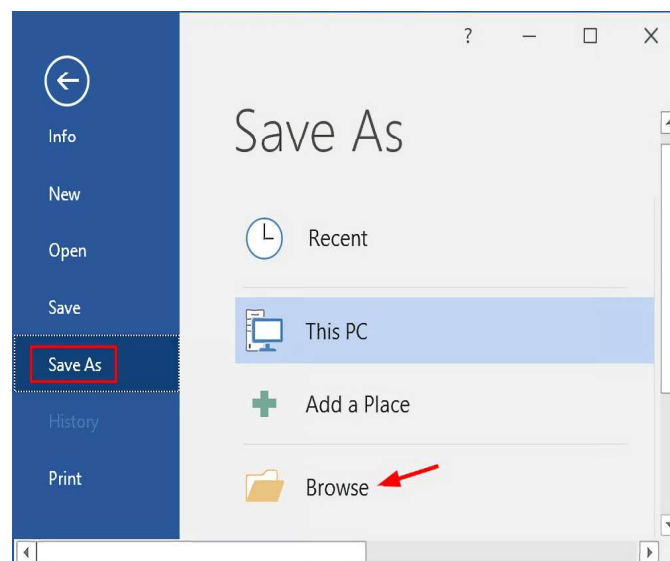 ?
Info
New
Open
Save
Save As
History
Print
Save As
Recent
This PC
Add a Place
Browse